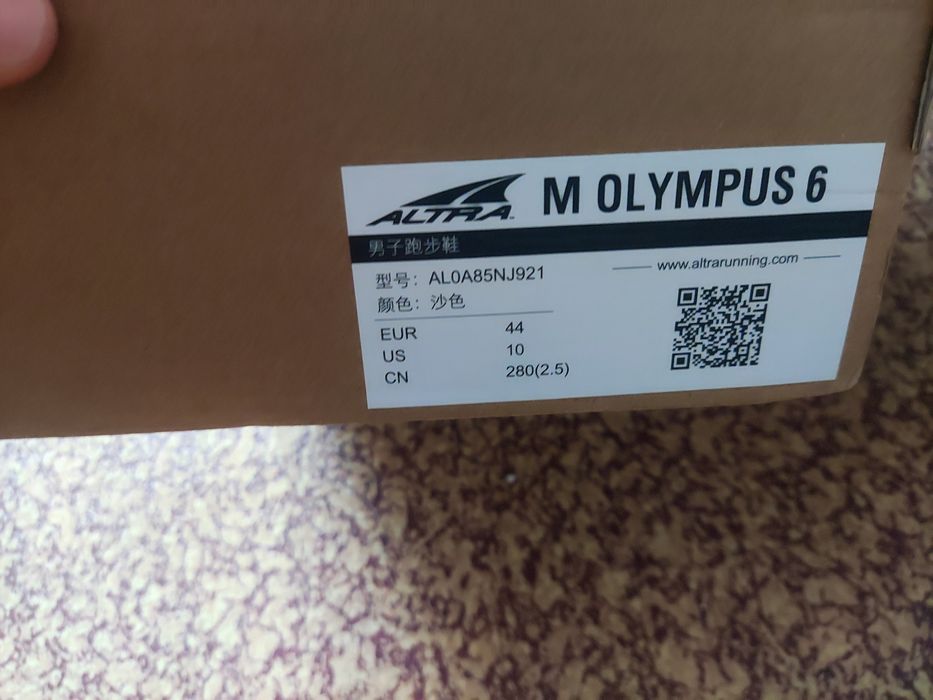 ALTRA
M OLYMPUS 6
男子跑步鞋
型号: AL0A85NJ921
颜色: 沙色
www.altrarunning.com
EUR 44
US 10
CN 280(2.5)